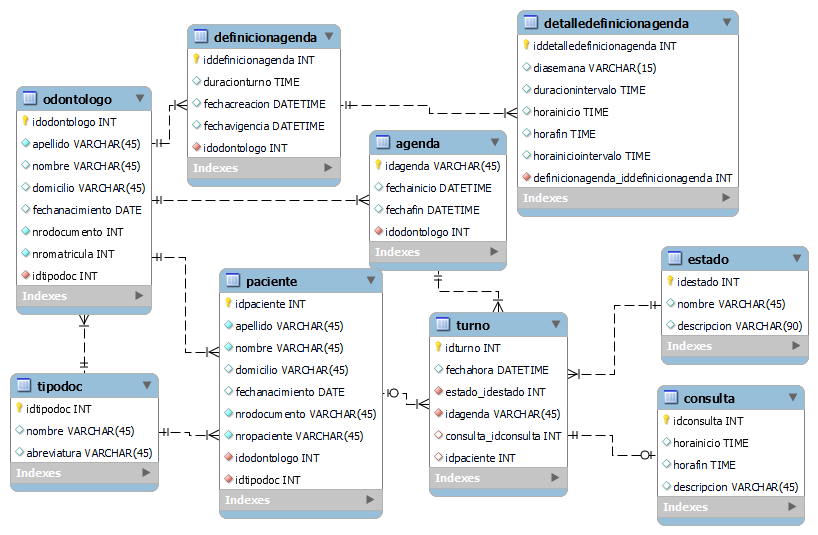 definicionagenda
iddefinicionagenda INT
duracionturno TIME
fechacreacion DATETIME
fechavigencia DATETIME
idodontologo INT
Indexes
detalledefinicionagenda
iddetalledefinicionagenda INT
diasemana VARCHAR(15)
duracionintervalo TIME
horainicio TIME
horafin TIME
horainiciointervalo TIME
definicionagenda_iddefinicionagenda INT
Indexes
odontologo
idodontologo INT
apellido VARCHAR(45)
nombre VARCHAR(45)
domicilio VARCHAR(45)
fechanacimiento DATE
nrodocumento INT
nromatricula INT
idtipodoc INT
Indexes
agenda
idagenda VARCHAR(45)
fechainicio DATETIME
fechafin DATETIME
idodontologo INT
Indexes
paciente
idpaciente INT
apellido VARCHAR(45)
nombre VARCHAR(45)
domicilio VARCHAR(45)
fechanacimiento DATE
nrodocumento VARCHAR(45)
nropaciente VARCHAR(45)
idodontologo INT
idtipodoc INT
Indexes
estado
idestado INT
nombre VARCHAR(45)
descripcion VARCHAR(90)
Indexes
turno
idturno INT
fechahora DATETIME
estado_idestado INT
idagenda VARCHAR(45)
consulta_idconsulta INT
idpaciente INT
Indexes
tipodoc
idtipodoc INT
nombre VARCHAR(45)
abreviatura VARCHAR(45)
Indexes
consulta
idconsulta INT
horainicio TIME
horafin TIME
descripcion VARCHAR(45)
Indexes